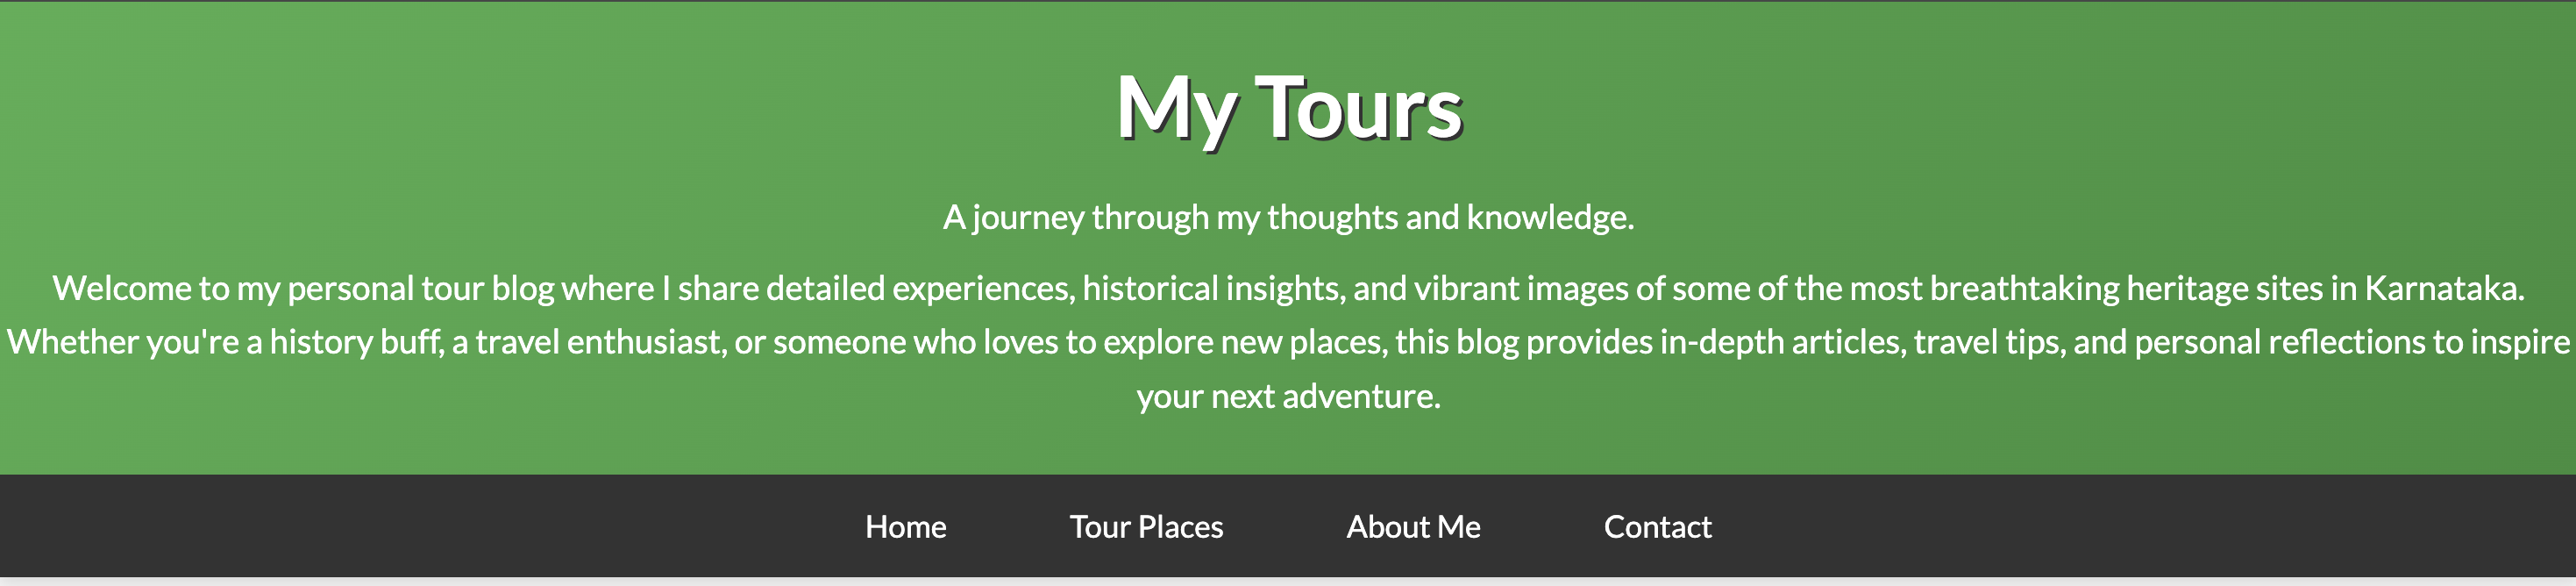 My Tours
A journey through my thoughts and knowledge.
Welcome to my personal tour blog where I share detailed experiences, historical insights, and vibrant images of some of the most breathtaking heritage sites in Karnataka.
Whether you're a history buff, a travel enthusiast, or someone who loves to explore new places, this blog provides in-depth articles, travel tips, and personal reflections to inspire
your next adventure.
Home Tour Places About Me Contact